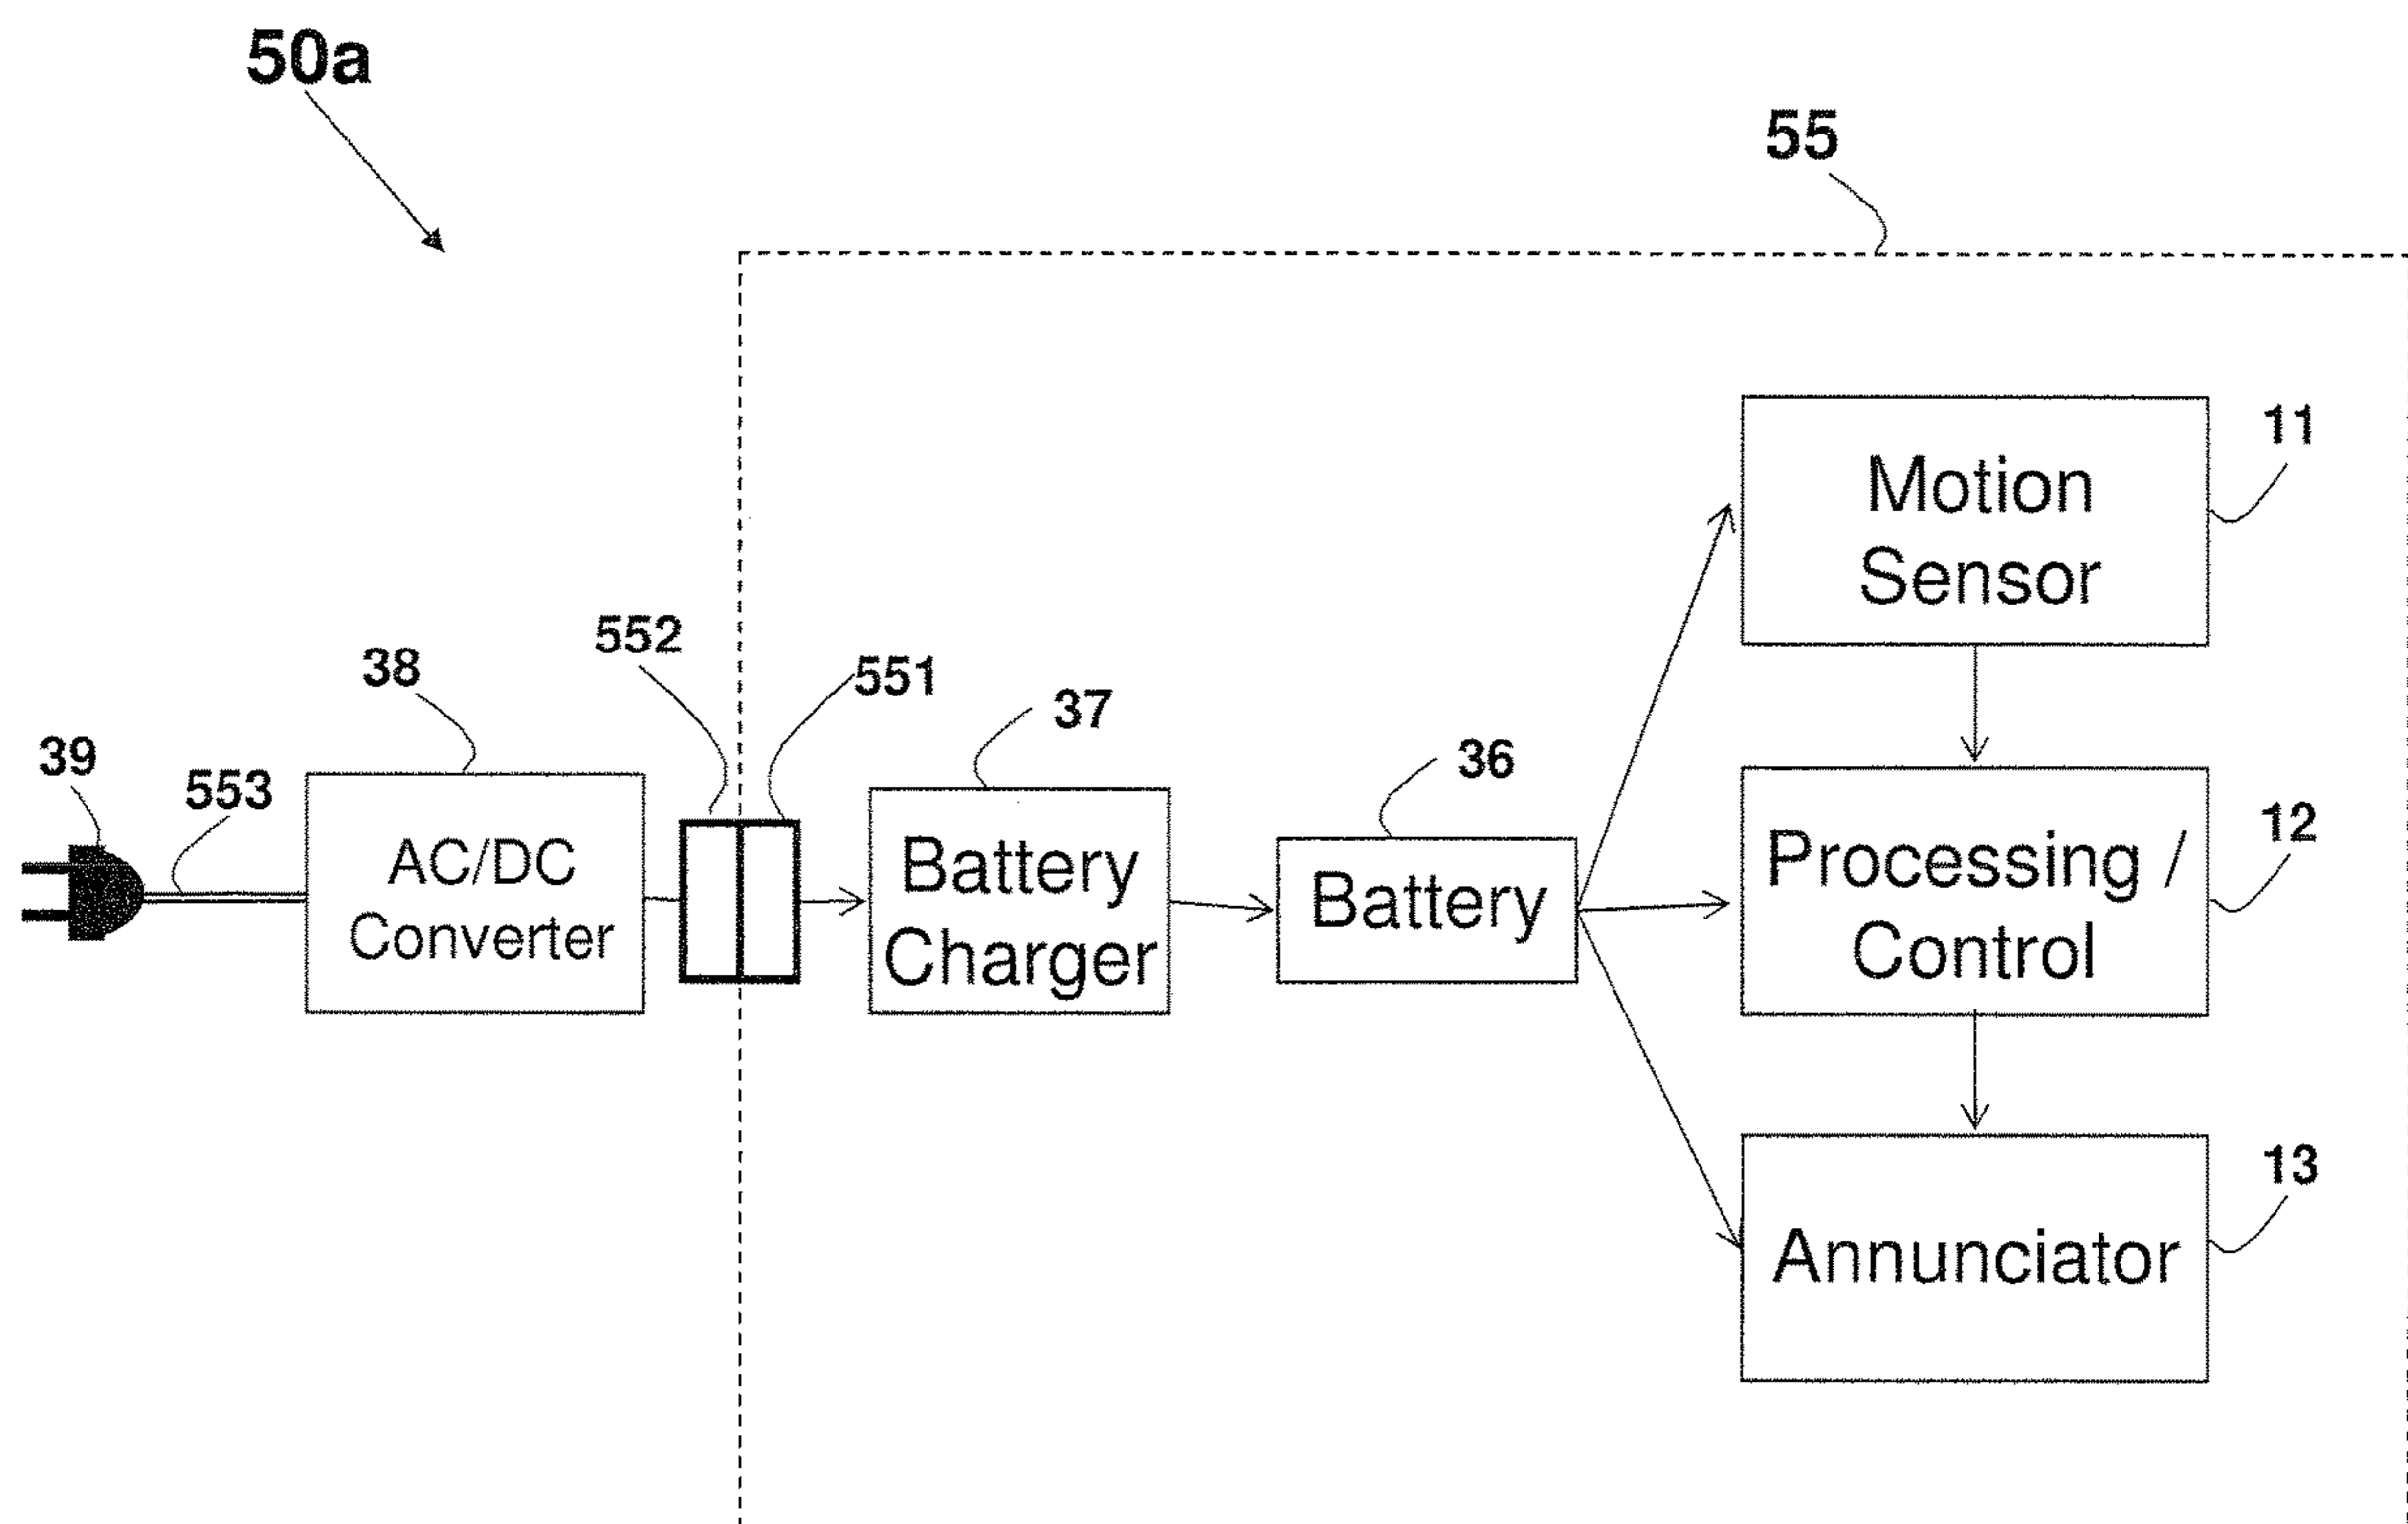 50a
55
Motion
Sensor
11
552
38
551
37
39
553
36
AC/DC
Converter
Battery
Charger
Battery
Processing /
Control
12
Annunciator
13